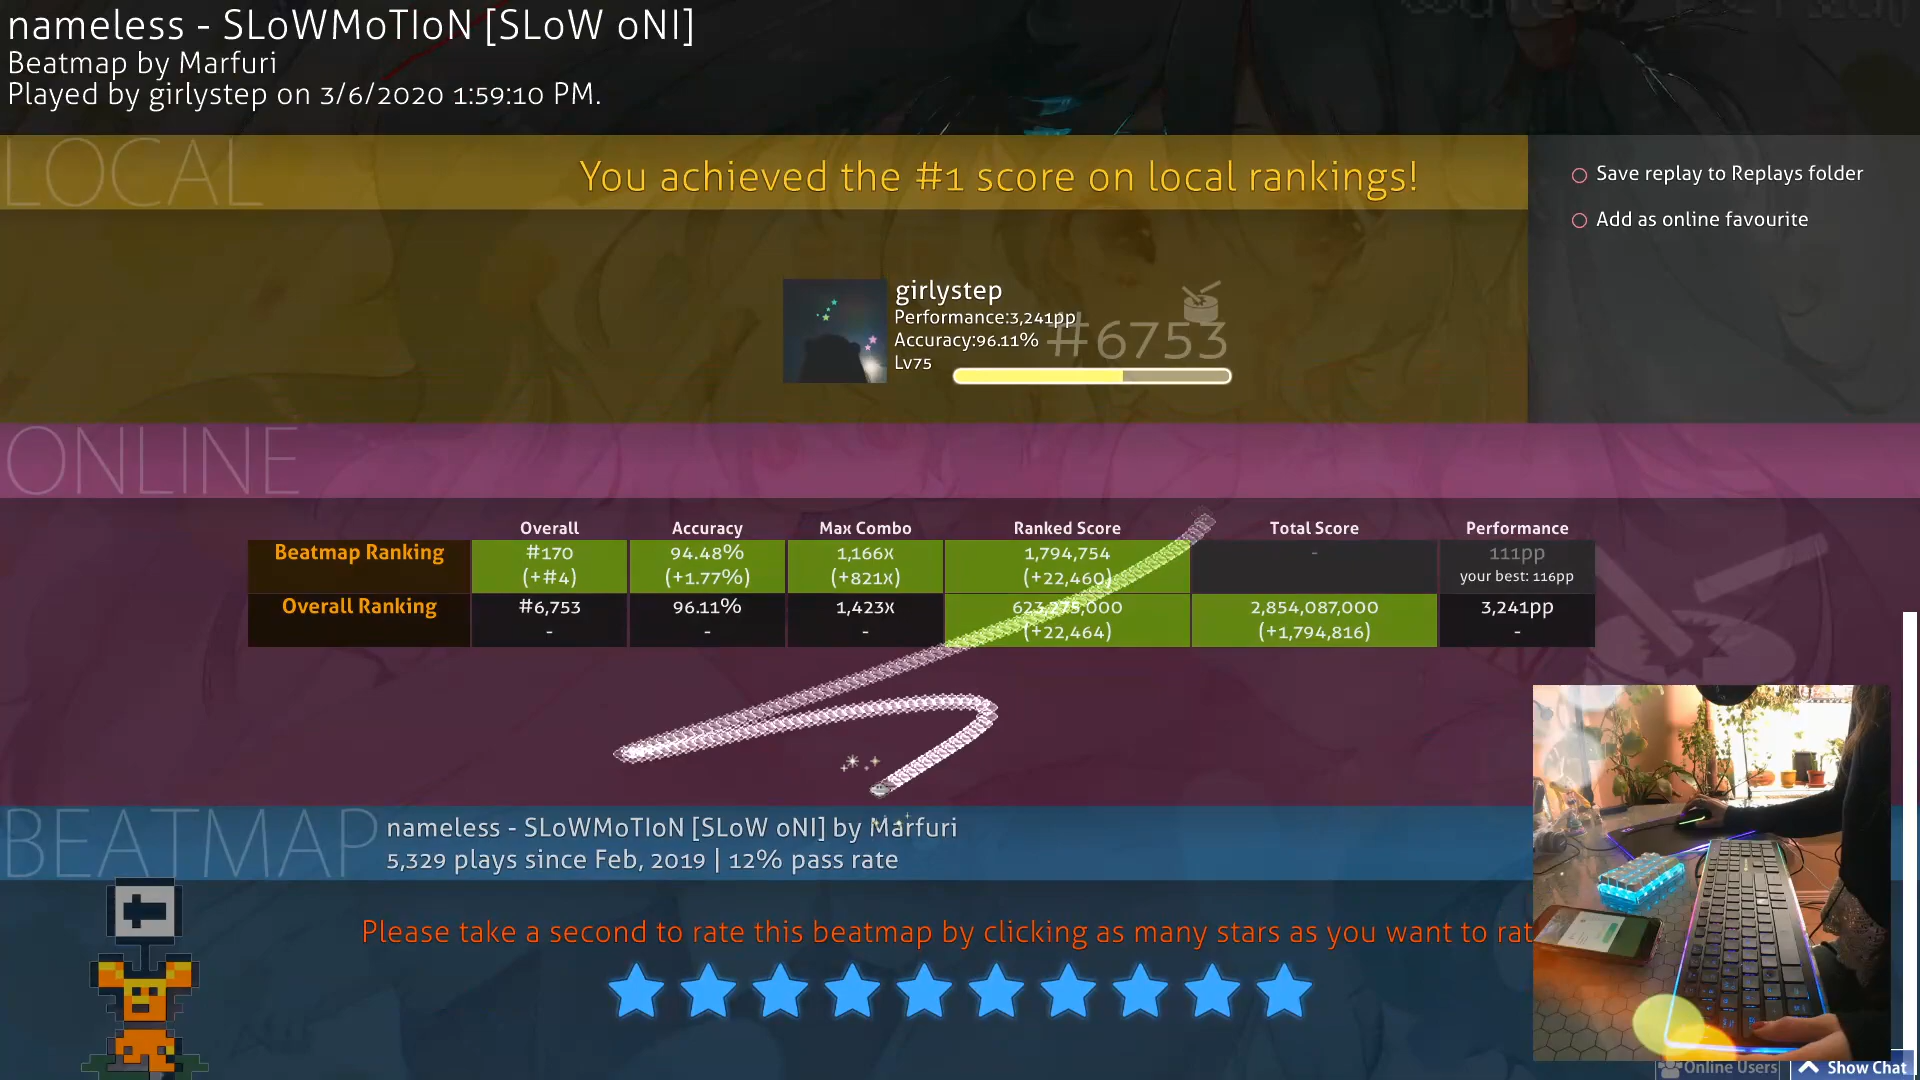 nameless - SLoWMoTIoN [SLoW oNI]
Beatmap by Marfuri
Played by girlystep on 3/6/2020 1:59:10 PM.
LOCAL
You achieved the #1 score on local rankings!
Save replay to Replays folder
Add as online favourite
girlystep
Performance:3,241pp
Accuracy:96.11%
#6753
Lv75
ONLINE
Overall Accuracy Max Combo Ranked Score Total Score Performance
Beatmap Ranking #170 94.48% 1,166x 1,794,754 - 111pp
(+#4) (+1.77%) (+821x) (+22,460) your best: 116pp
Overall Ranking #6,753 96.11% 1,423x 2,854,087,000 3,241pp
- - - (+22,464) (+1,794,816) -
BEATMAP
nameless - SLoWMoTIoN [SLoW oNI] by Marfuri
5,329 plays since Feb, 2019 | 12% pass rate
Please take a second to rate this beatmap by clicking as many stars as you want to rat
Online Users
Show Chat